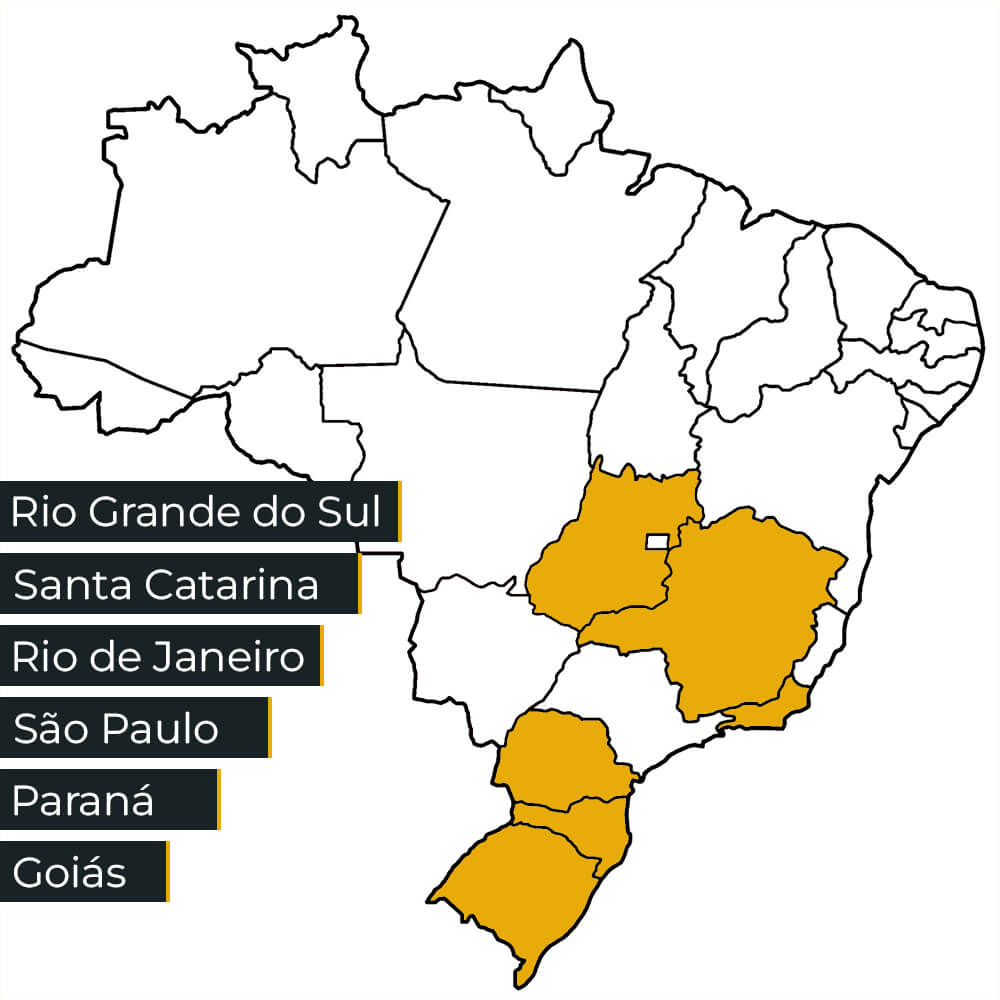 Rio Grande do Sul
Santa Catarina
Rio de Janeiro
São Paulo
Paraná
Goiás